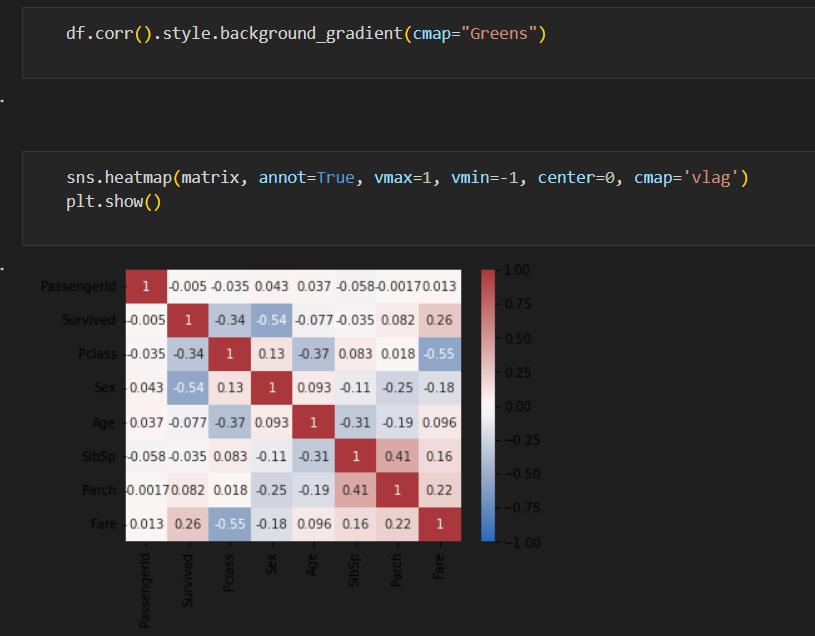 df.corr().style.background_gradient(cmap="Greens")
sns.heatmap(matrix, annot=True, vmax=1, vmin=-1, center=0, cmap='vlag')
plt.show()
PassengerId 1 -0.005 -0.035 0.043 0.037 -0.058 -0.0017 0.013
Survived -0.005 1 -0.34 -0.54 -0.077 -0.035 0.082 0.26
Pclass -0.035 -0.34 1 0.13 -0.37 0.083 0.018 -0.55
Sex 0.043 -0.54 0.13 1 0.093 -0.11 -0.25 -0.18
Age 0.037 -0.077 -0.37 0.093 1 -0.31 -0.19 0.096
SibSp -0.058 -0.035 0.083 -0.11 -0.31 1 0.41 0.16
Parch -0.0017 0.082 0.018 -0.25 -0.19 0.41 1 0.22
Fare 0.013 0.26 -0.55 -0.18 0.096 0.16 0.22 1
PassengerId
Survived
Pclass
Sex
Age
SibSp
Parch
Fare
1.00
0.75
0.50
0.25
0.00
−0.25
−0.50
−0.75
−1.00